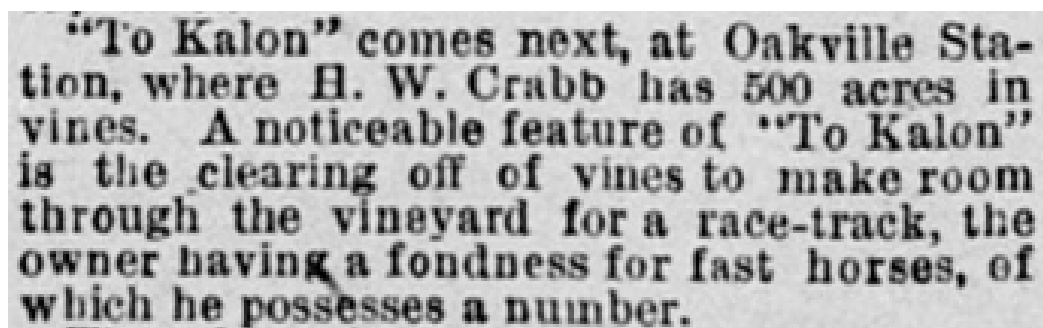 "To Kalon" comes next, at Oakville Sta-
tion, where H. W. Crabb has 500 acres in
vines. A noticeable feature of "To Kalon"
is the clearing off of vines to make room
through the vineyard for a race-track, the
owner having a fondness for fast horses, of
which he possesses a number.